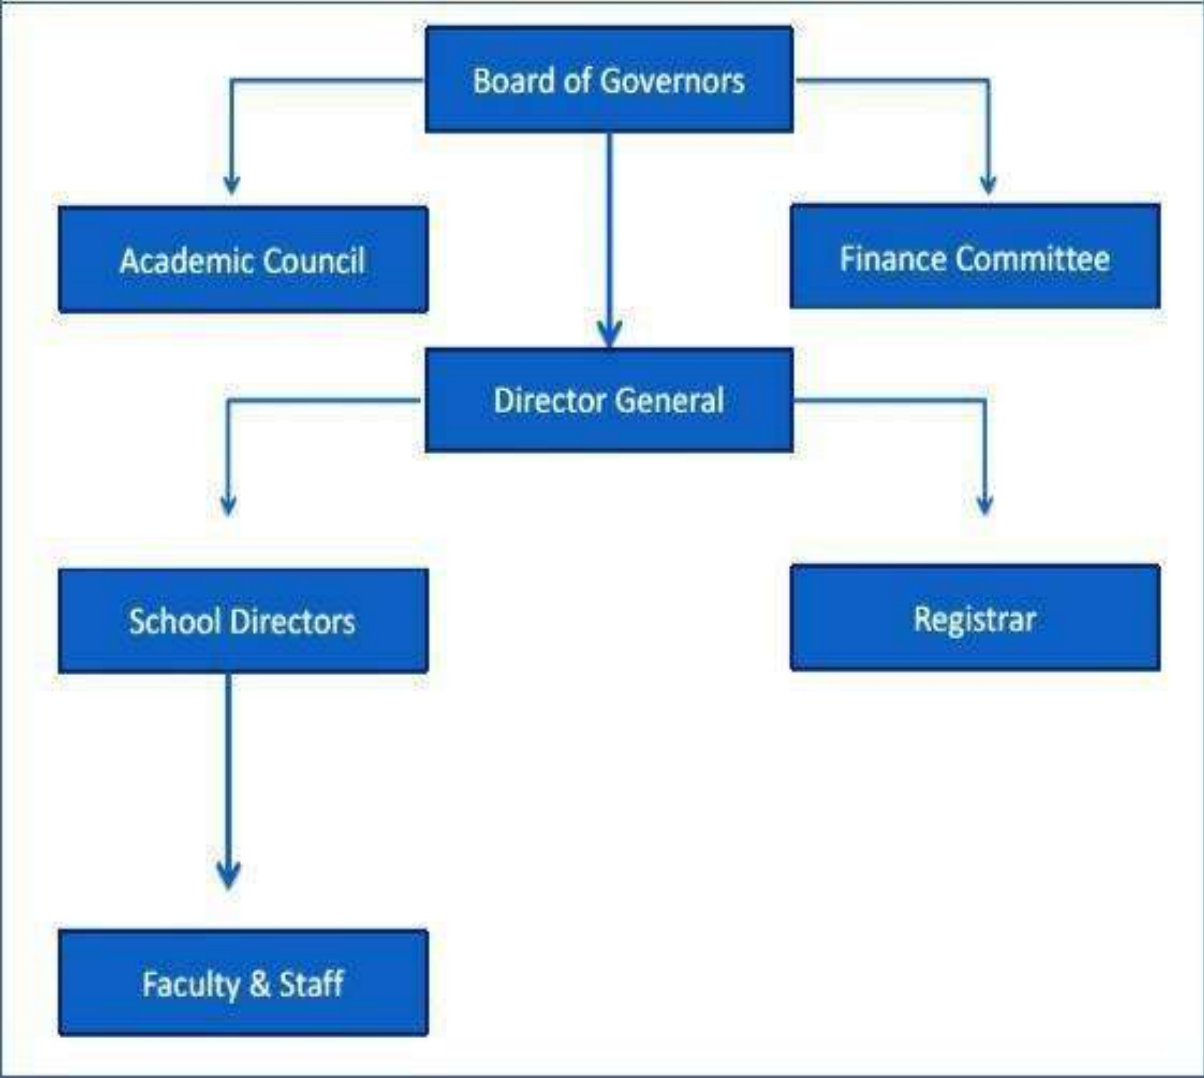 Board of Governors
Academic Council
Finance Committee
Director General
School Directors
Registrar
Faculty & Staff